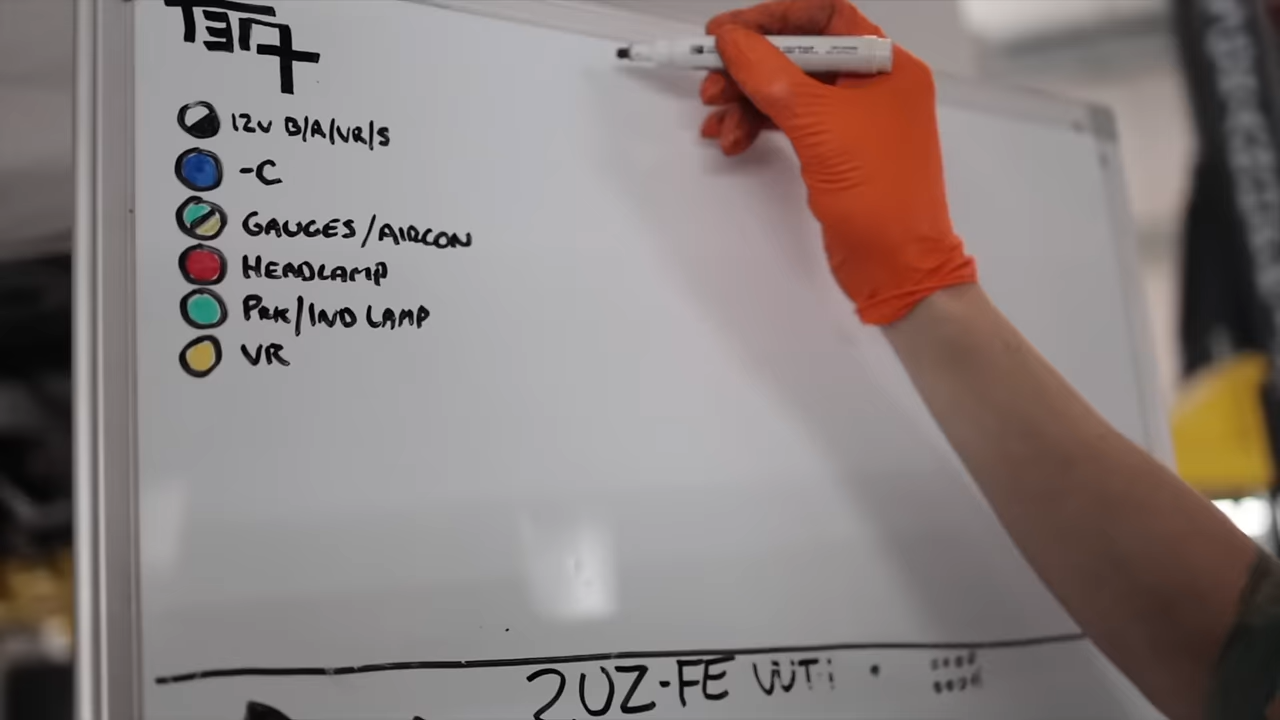 12V B/A/VR/S
-C
GAUGES/AIRCON
HEADLAMP
PRK/IND LAMP
VR
2UZ-FE VVTi